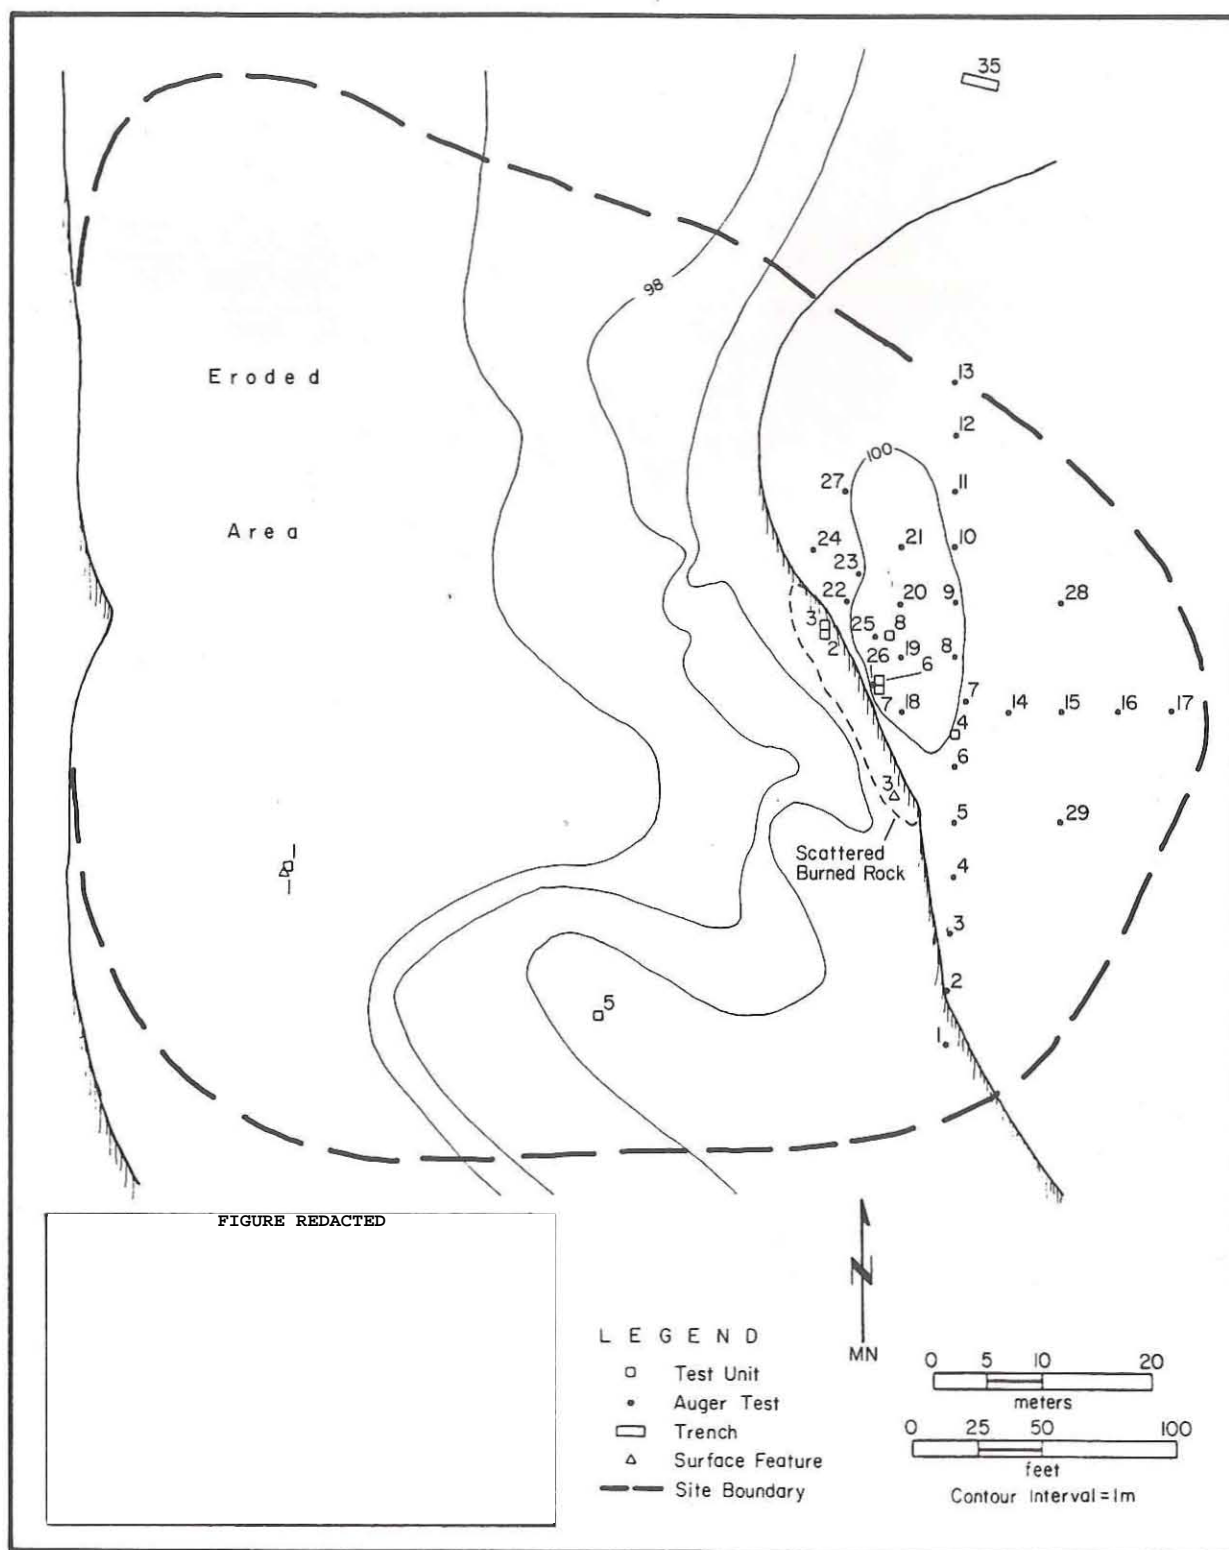 35
98
Eroded
13
12
100
27
11
Area
24
21
10
23
22
20
9
28
3
25
8
2
26
19
6
8
7
7
18
4
14
15
16
17
6
3
5
29
Scattered
Burned Rock
4
1
1
3
5
2
1
FIGURE REDACTED
N
MN
LEGEND
Test Unit
Auger Test
Trench
Surface Feature
Site Boundary
0 5 10 20
meters
0 25 50 100
feet
Contour Interval=1m